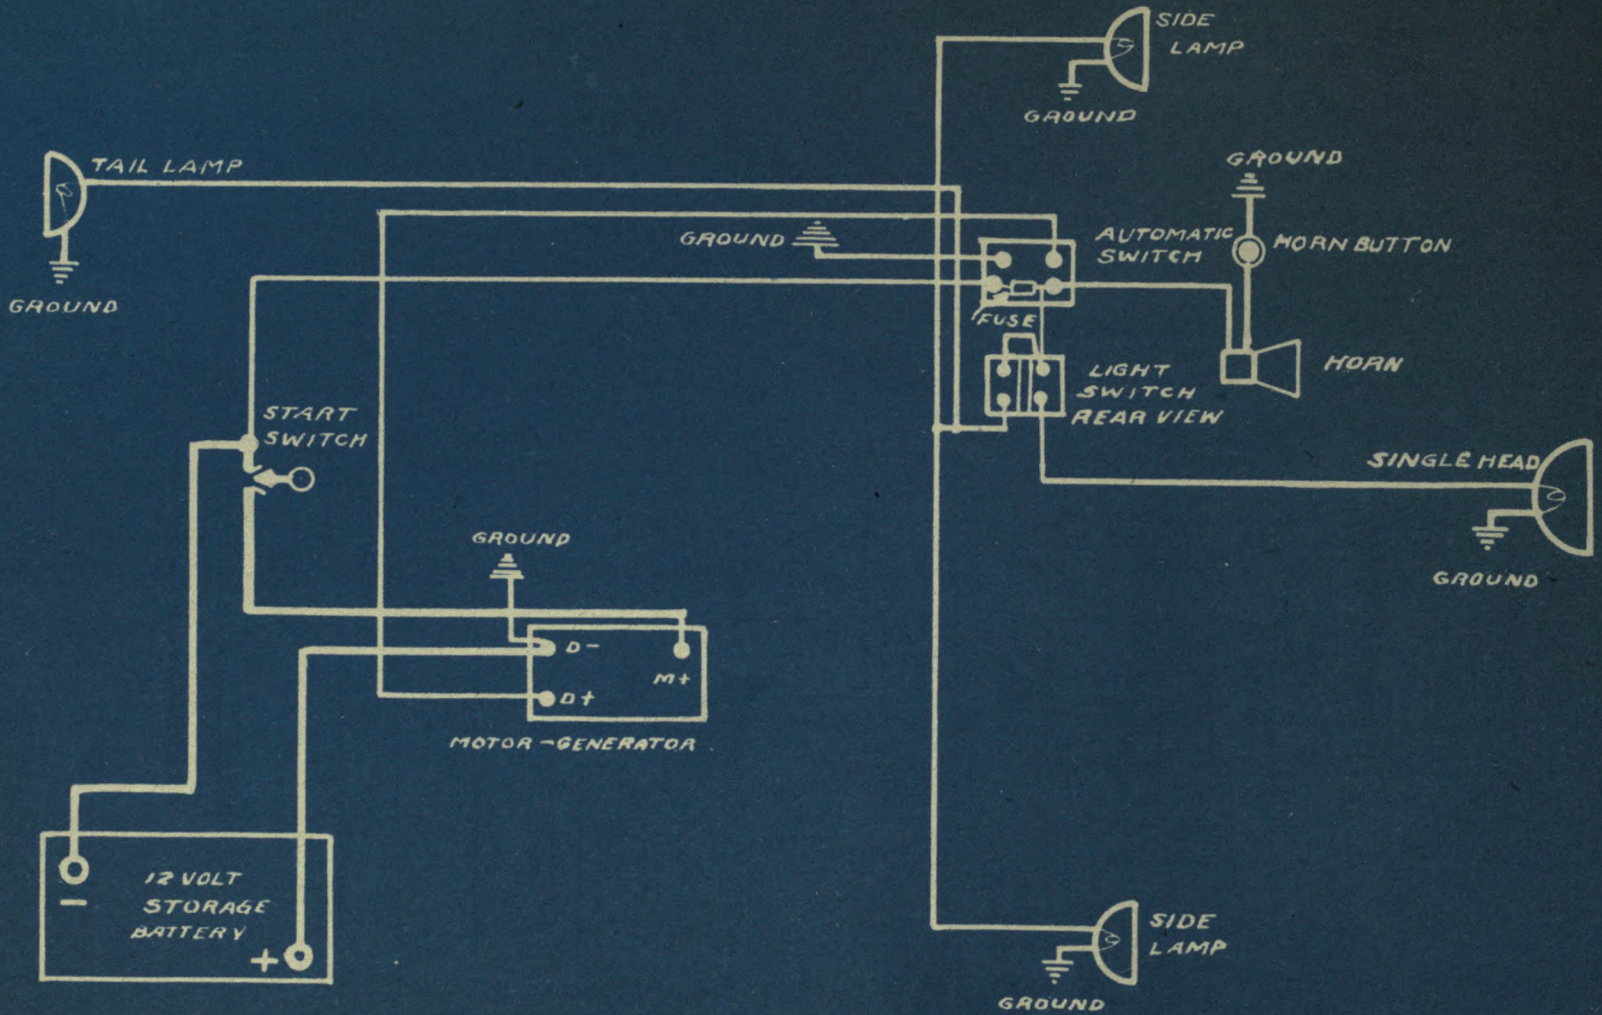 SIDE
LAMP
GROUND
TAIL LAMP
GROUND
GROUND
AUTOMATIC
SWITCH
HORN BUTTON
GROUND
FUSE
LIGHT
SWITCH
REAR VIEW
HORN
START
SWITCH
SINGLE HEAD
GROUND
GROUND
D-
M+
D+
MOTOR-GENERATOR
12 VOLT
STORAGE
BATTERY
-
+
SIDE
LAMP
GROUND